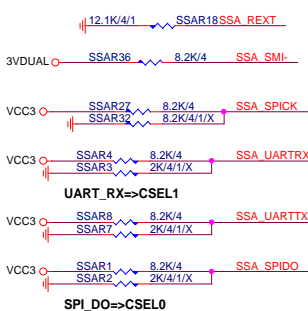 12.1K/4/1 SSAR18 SSA_REXT
3VDUAL SSAR36 8.2K/4 SSA_SMI-
SSAR27 8.2K/4 SSA_SPICK
VCC3 SSAR32 8.2K/4/1/X
SSAR4 8.2K/4 SSA_UARTRX
VCC3 SSAR3 2K/4/1/X
UART_RX=>CSEL1
SSAR8 8.2K/4 SSA_UARTTX
VCC3 SSAR7 2K/4/1/X
SSAR1 8.2K/4 SSA_SPIDO
VCC3 SSAR2 2K/4/1/X
SPI_DO=>CSEL0